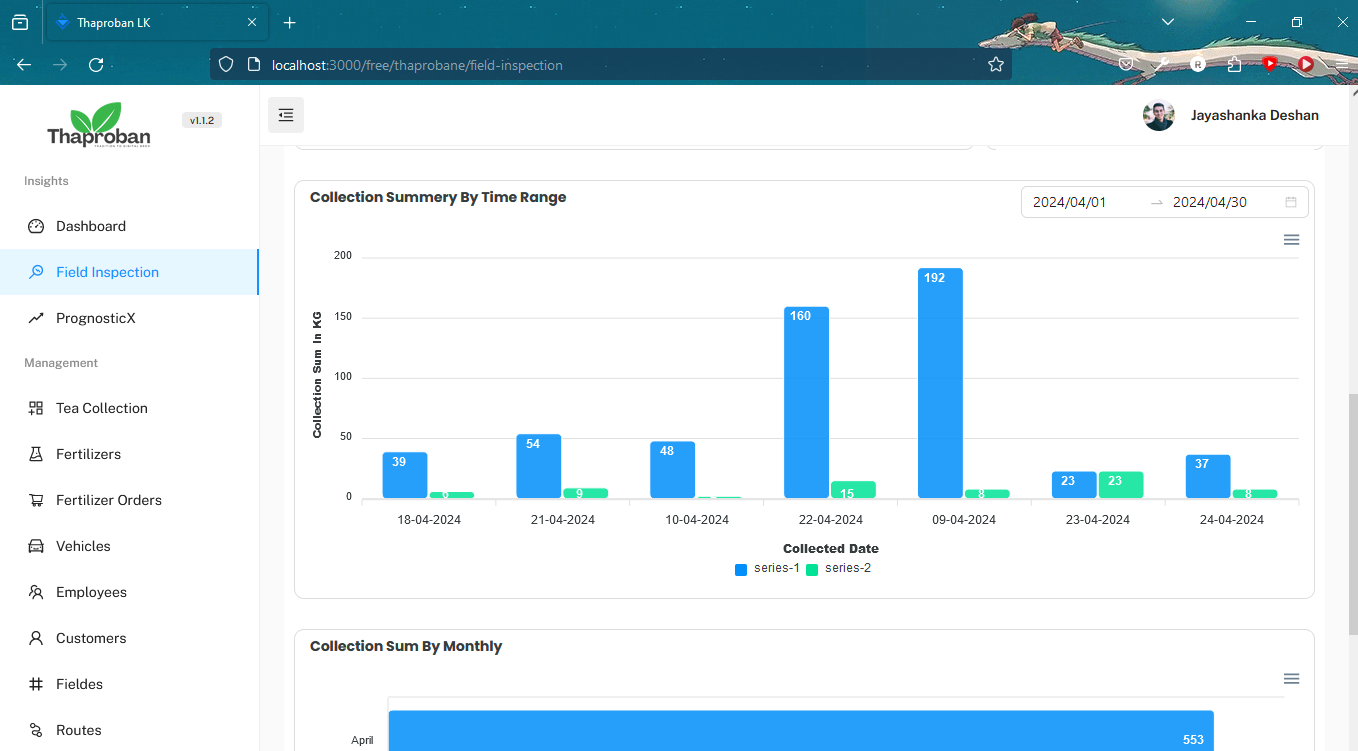 Thaproban LK
localhost:3000/free/thaprobane/field-inspection
R
Thaproban
v1.1.2
Jayashanka Deshan
Insights
Dashboard
Field Inspection
PrognosticX
Management
Tea Collection
Fertilizers
Fertilizer Orders
Vehicles
Employees
Customers
Fieldes
Routes
Collection Summery By Time Range
2024/04/01 → 2024/04/30
Collection Sum In KG
200
150
100
50
0
39 6
54 9
48
160 15
192 8
23 23
37 8
18-04-2024 21-04-2024 10-04-2024 22-04-2024 09-04-2024 23-04-2024 24-04-2024
Collected Date
series-1 series-2
Collection Sum By Monthly
April 553